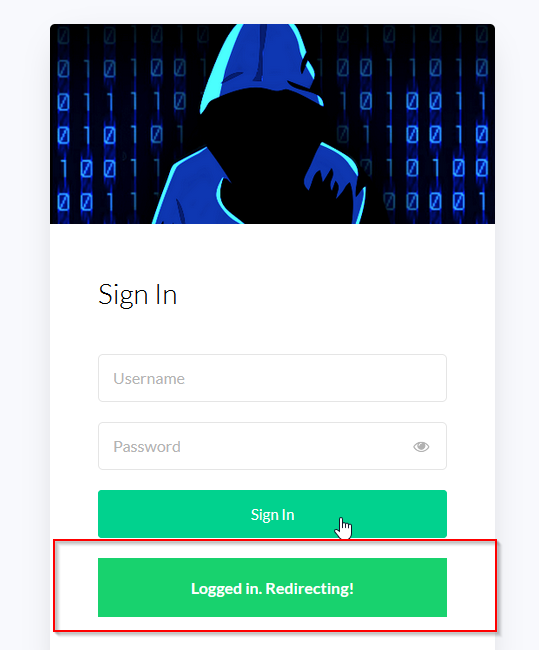 Sign In
Username
Password
Sign In
Logged in. Redirecting!